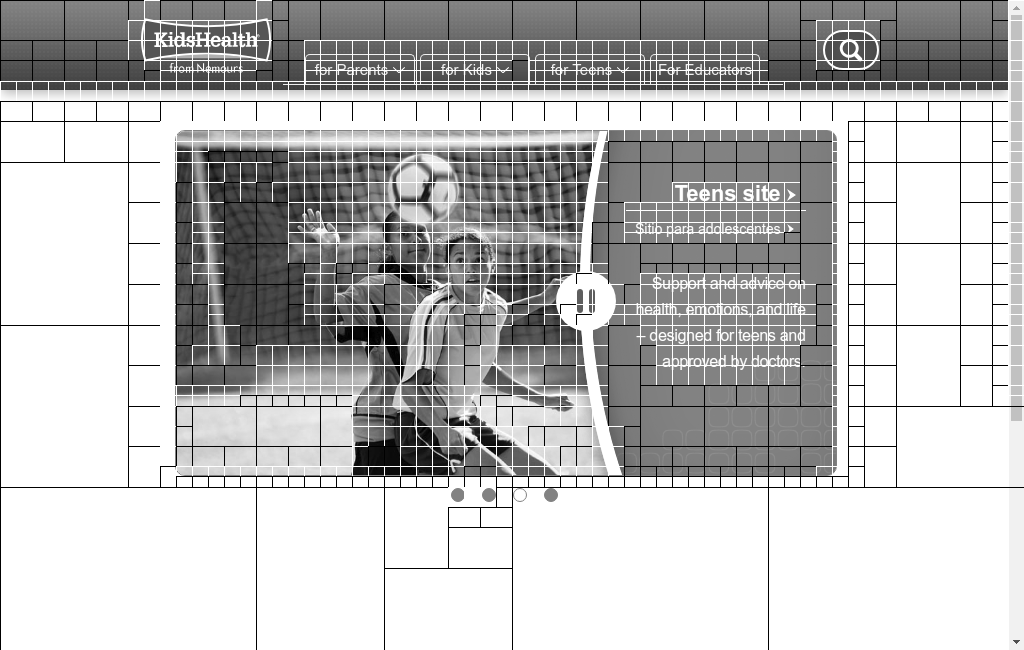 KidsHealth
from Nemours
for Parents
for Kids
for Teens
For Educators
Teens site
Sitio para adolescentes
Support and advice on
health, emotions, and life
– designed for teens and
approved by doctors.